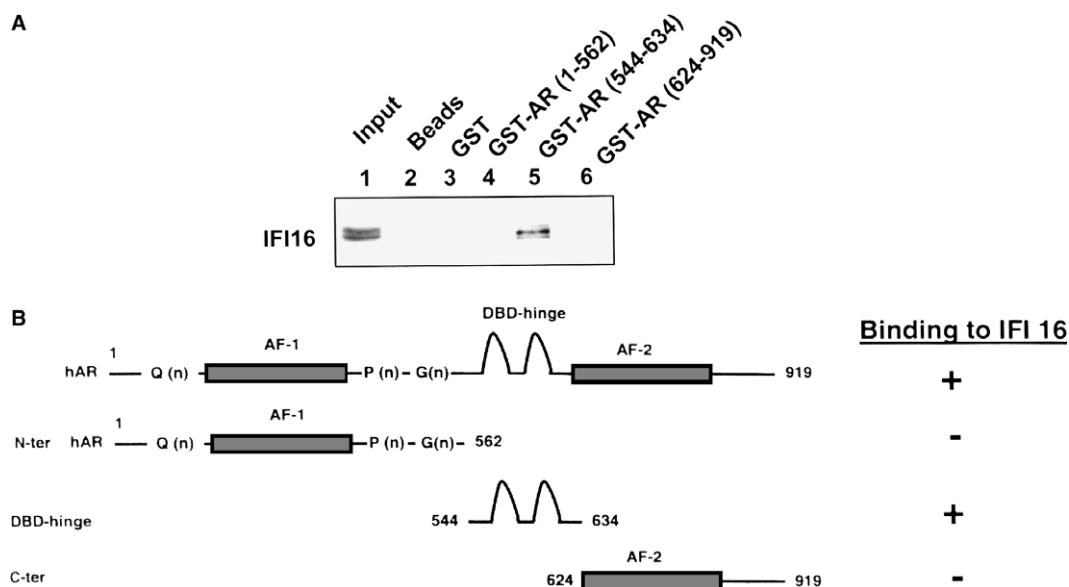 A
Input
Beads
GST
GST-AR (1-562)
GST-AR (544-634)
GST-AR (624-919)
1 2 3 4 5 6
IFI16
B
DBD-hinge
Binding to IFI 16
AF-1 AF-2
1
hAR Q (n) P (n) G(n) 919 +
AF-1
1
N-ter hAR Q (n) P (n) G(n) 562 -
DBD-hinge 544 634 +
AF-2
C-ter 624 919 -